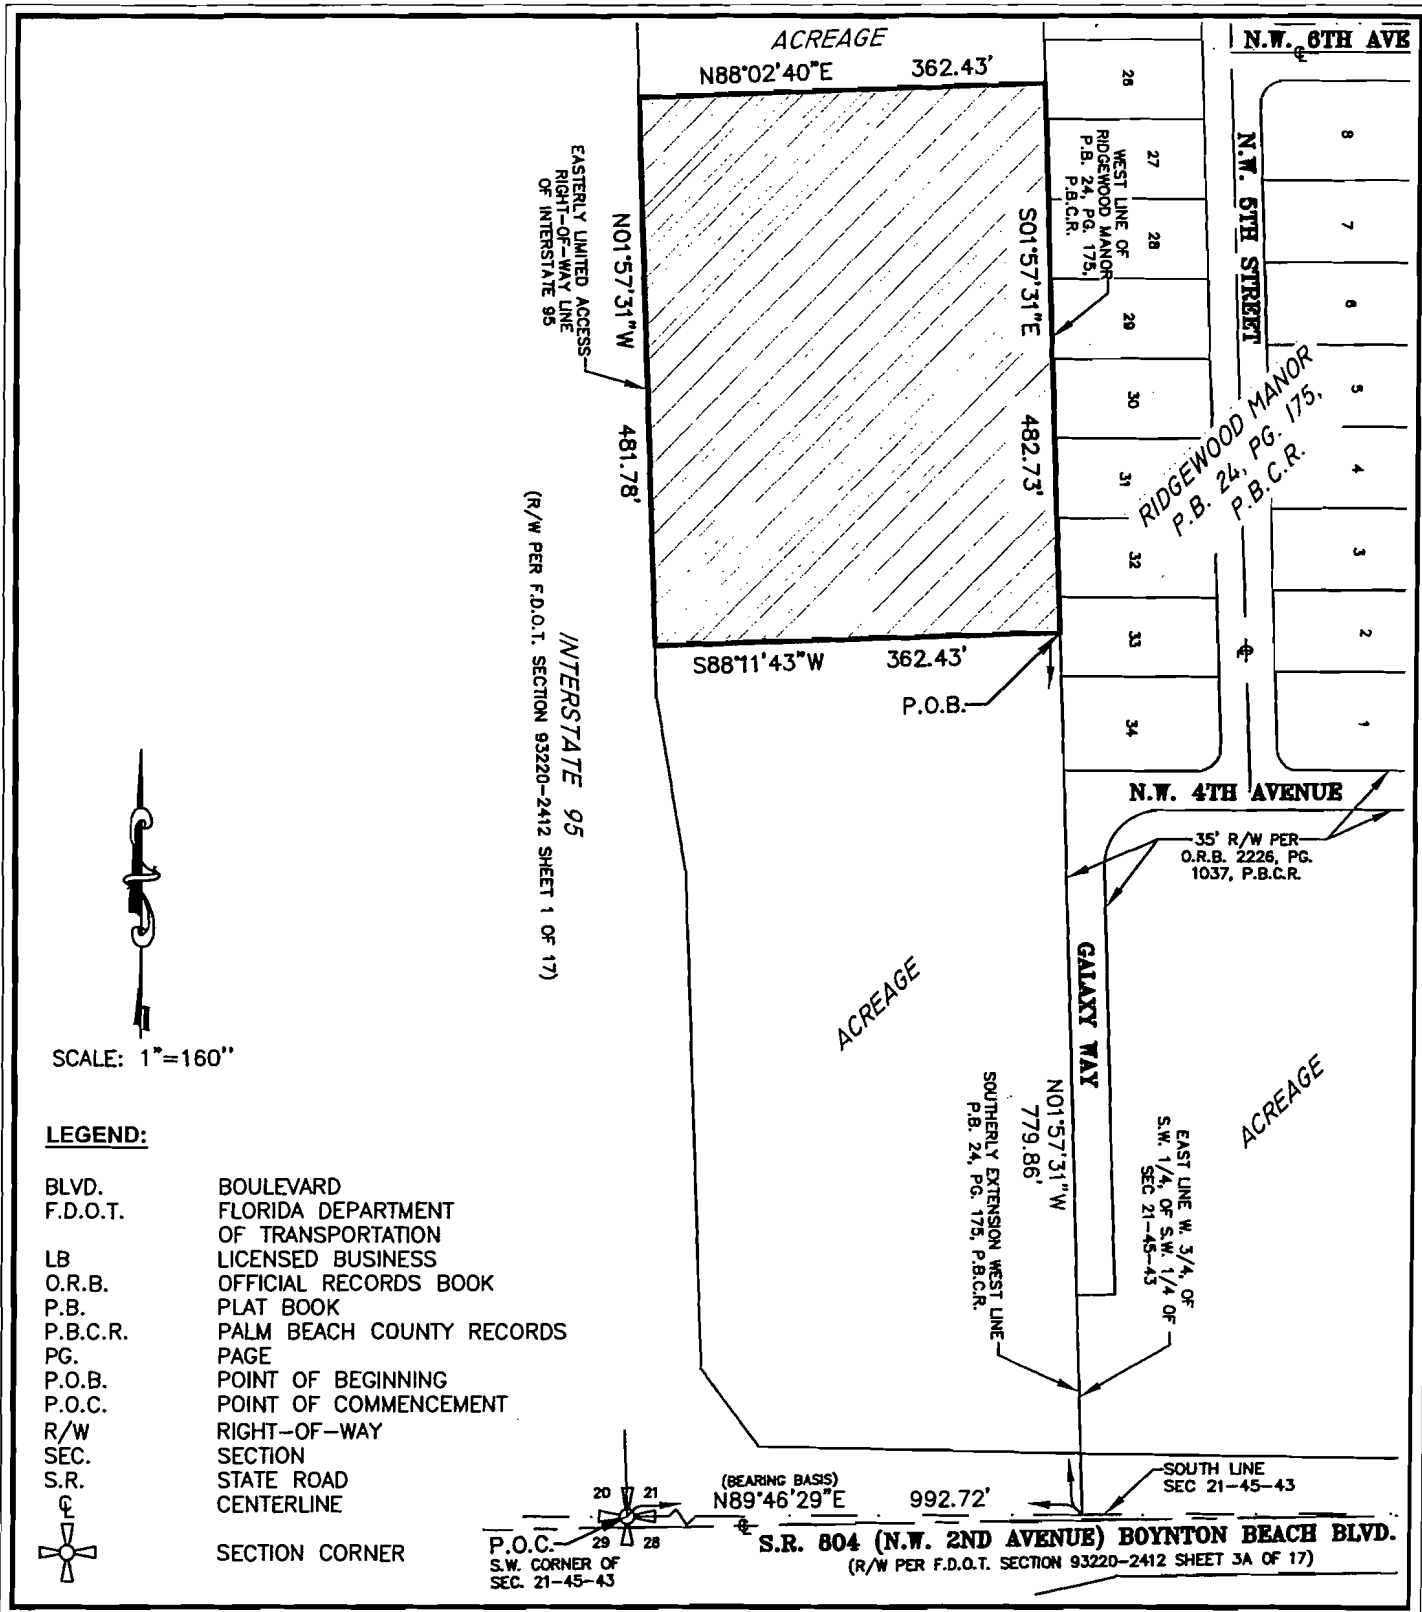 ACREAGE
N88°02'40"E 362.43'
N.W. 6TH AVE
℄
26
27
28
29
30
31
32
33
34
8
7
6
5
4
3
2
1
WEST LINE OF
RIDGEWOOD MANOR
P.B. 24, PG. 175,
P.B.C.R.
N.W. 5TH STREET
℄
EASTERLY LIMITED ACCESS
RIGHT-OF-WAY LINE
OF INTERSTATE 95
N01°57'31"W 481.78'
S01°57'31"E 482.73'
RIDGEWOOD MANOR
P.B. 24, PG. 175,
P.B.C.R.
(R/W PER F.D.O.T. SECTION 93220-2412 SHEET 1 OF 17)
INTERSTATE 95
S88°11'43"W 362.43'
P.O.B.
N.W. 4TH AVENUE
35' R/W PER
O.R.B. 2226, PG.
1037, P.B.C.R.
GALAXY WAY
ACREAGE
ACREAGE
SCALE: 1"=160''
N01°57'31"W
779.86'
SOUTHERLY EXTENSION WEST LINE
P.B. 24, PG. 175, P.B.C.R.
EAST LINE W. 3/4, OF
S.W. 1/4, OF S.W. 1/4 OF
SEC 21-45-43
LEGEND:
BLVD. BOULEVARD
F.D.O.T. FLORIDA DEPARTMENT
OF TRANSPORTATION
LB LICENSED BUSINESS
O.R.B. OFFICIAL RECORDS BOOK
P.B. PLAT BOOK
P.B.C.R. PALM BEACH COUNTY RECORDS
PG. PAGE
P.O.B. POINT OF BEGINNING
P.O.C. POINT OF COMMENCEMENT
R/W RIGHT-OF-WAY
SEC. SECTION
S.R. STATE ROAD
℄ CENTERLINE
SECTION CORNER
20 21
29 28
(BEARING BASIS)
N89°46'29"E 992.72'
SOUTH LINE
SEC 21-45-43
P.O.C.
S.W. CORNER OF
SEC. 21-45-43
℄
S.R. 804 (N.W. 2ND AVENUE) BOYNTON BEACH BLVD.
(R/W PER F.D.O.T. SECTION 93220-2412 SHEET 3A OF 17)